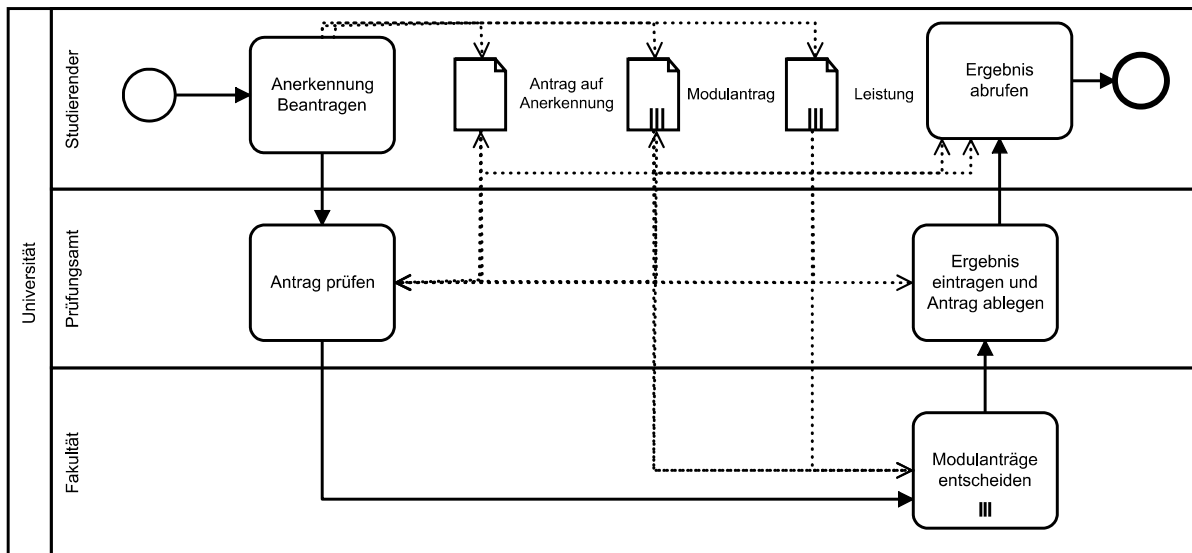 Universität
Studierender
Anerkennung
Beantragen
Antrag auf
Anerkennung
Modulantrag
Leistung
Ergebnis
abrufen
Prüfungsamt
Antrag prüfen
Ergebnis
eintragen und
Antrag ablegen
Fakultät
Modulanträge
entscheiden